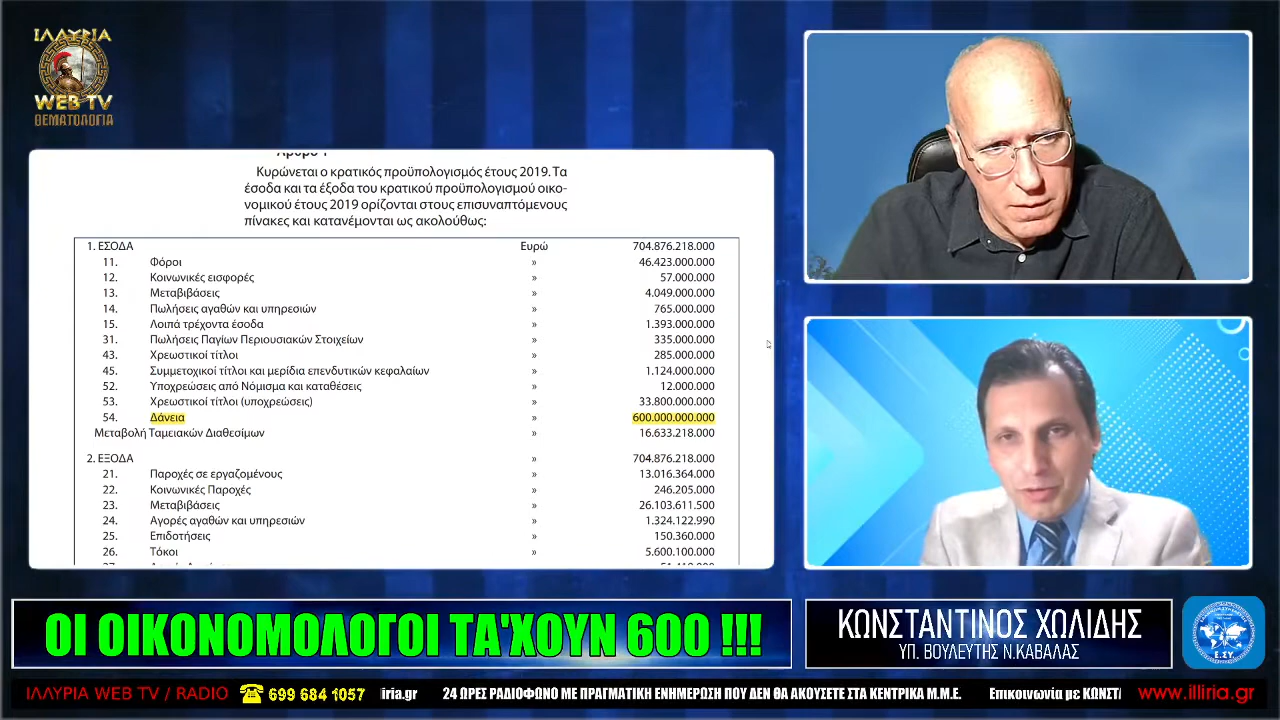 ΙΛΛΥΡΙΑ
WEB TV
ΘΕΜΑΤΟΛΟΓΙΑ
Κυρώνεται ο κρατικός προϋπολογισμός έτους 2019. Τα
έσοδα και τα έξοδα του κρατικού προϋπολογισμού οικο-
νομικού έτους 2019 ορίζονται στους επισυναπτόμενους
πίνακες και κατανέμονται ως ακολούθως:
1. ΕΣΟΔΑ Ευρώ 704.876.218.000
11. Φόροι » 46.423.000.000
12. Κοινωνικές εισφορές » 57.000.000
13. Μεταβιβάσεις » 4.049.000.000
14. Πωλήσεις αγαθών και υπηρεσιών » 765.000.000
15. Λοιπά τρέχοντα έσοδα » 1.393.000.000
31. Πωλήσεις Παγίων Περιουσιακών Στοιχείων » 335.000.000
43. Χρεωστικοί τίτλοι » 285.000.000
45. Συμμετοχικοί τίτλοι και μερίδια επενδυτικών κεφαλαίων » 1.124.000.000
52. Υποχρεώσεις από Νόμισμα και καταθέσεις » 12.000.000
53. Χρεωστικοί τίτλοι (υποχρεώσεις) » 33.800.000.000
54. Δάνεια » 600.000.000.000
Μεταβολή Ταμειακών Διαθεσίμων » 16.633.218.000
2. ΕΞΟΔΑ » 704.876.218.000
21. Παροχές σε εργαζομένους » 13.016.364.000
22. Κοινωνικές Παροχές » 246.205.000
23. Μεταβιβάσεις » 26.103.611.500
24. Αγορές αγαθών και υπηρεσιών » 1.324.122.990
25. Επιδοτήσεις » 150.360.000
26. Τόκοι » 5.600.100.000
ΟΙ ΟΙΚΟΝΟΜΟΛΟΓΟΙ ΤΑ'ΧΟΥΝ 600 !!!
ΚΩΝΣΤΑΝΤΙΝΟΣ ΧΩΛΙΔΗΣ
ΥΠ. ΒΟΥΛΕΥΤΗΣ Ν.ΚΑΒΑΛΑΣ
Ε.ΣΥ.
ΙΛΛΥΡΙΑ WEB TV / RADIO 699 684 1057 iria.gr 24 ΩΡΕΣ ΡΑΔΙΟΦΩΝΟ ΜΕ ΠΡΑΓΜΑΤΙΚΗ ΕΝΗΜΕΡΩΣΗ ΠΟΥ ΔΕΝ ΘΑ ΑΚΟΥΣΕΤΕ ΣΤΑ ΚΕΝΤΡΙΚΑ Μ.Μ.Ε. Επικοινωνία με ΚΩΝΣΤ www.illiria.gr